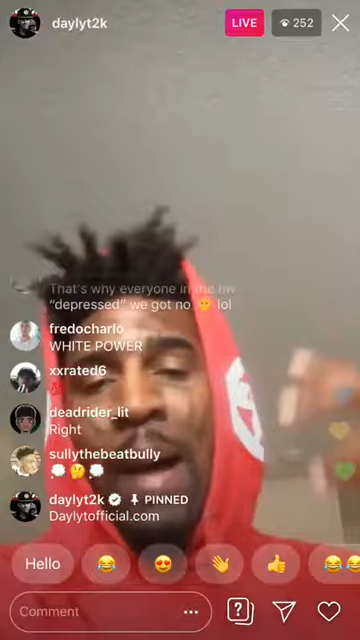 daylyt2k
LIVE
252
That's why everyone in the nw
"depressed" we got no 🌞 lol
fredocharlo
WHITE POWER
xxrated6
deadrider_lit
Right
sullythebeatbully
💭🤔💭
daylyt2k PINNED
Daylytofficial.com
Hello 😂 😍 👋 👍 😂😂
Comment